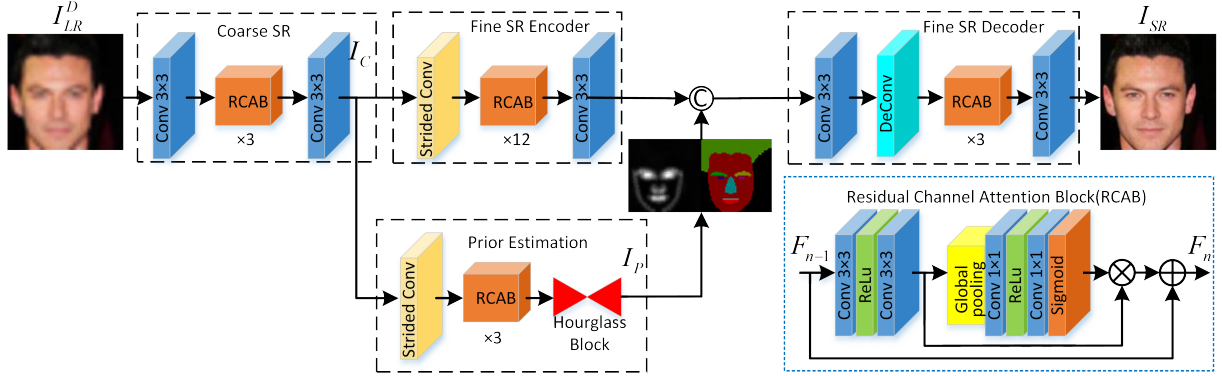 I^D_LR
Coarse SR
Conv 3×3
RCAB
×3
Conv 3×3
I_C
Fine SR Encoder
Strided Conv
RCAB
×12
Conv 3×3
©
Fine SR Decoder
Conv 3×3
DeConv
RCAB
×3
Conv 3×3
I_SR
Prior Estimation
Strided Conv
RCAB
×3
Hourglass
Block
I_P
Residual Channel Attention Block(RCAB)
F_n−1
Conv 3×3
ReLu
Conv 3×3
Global
pooling
Conv 1×1
ReLu
Conv 1×1
Sigmoid
F_n